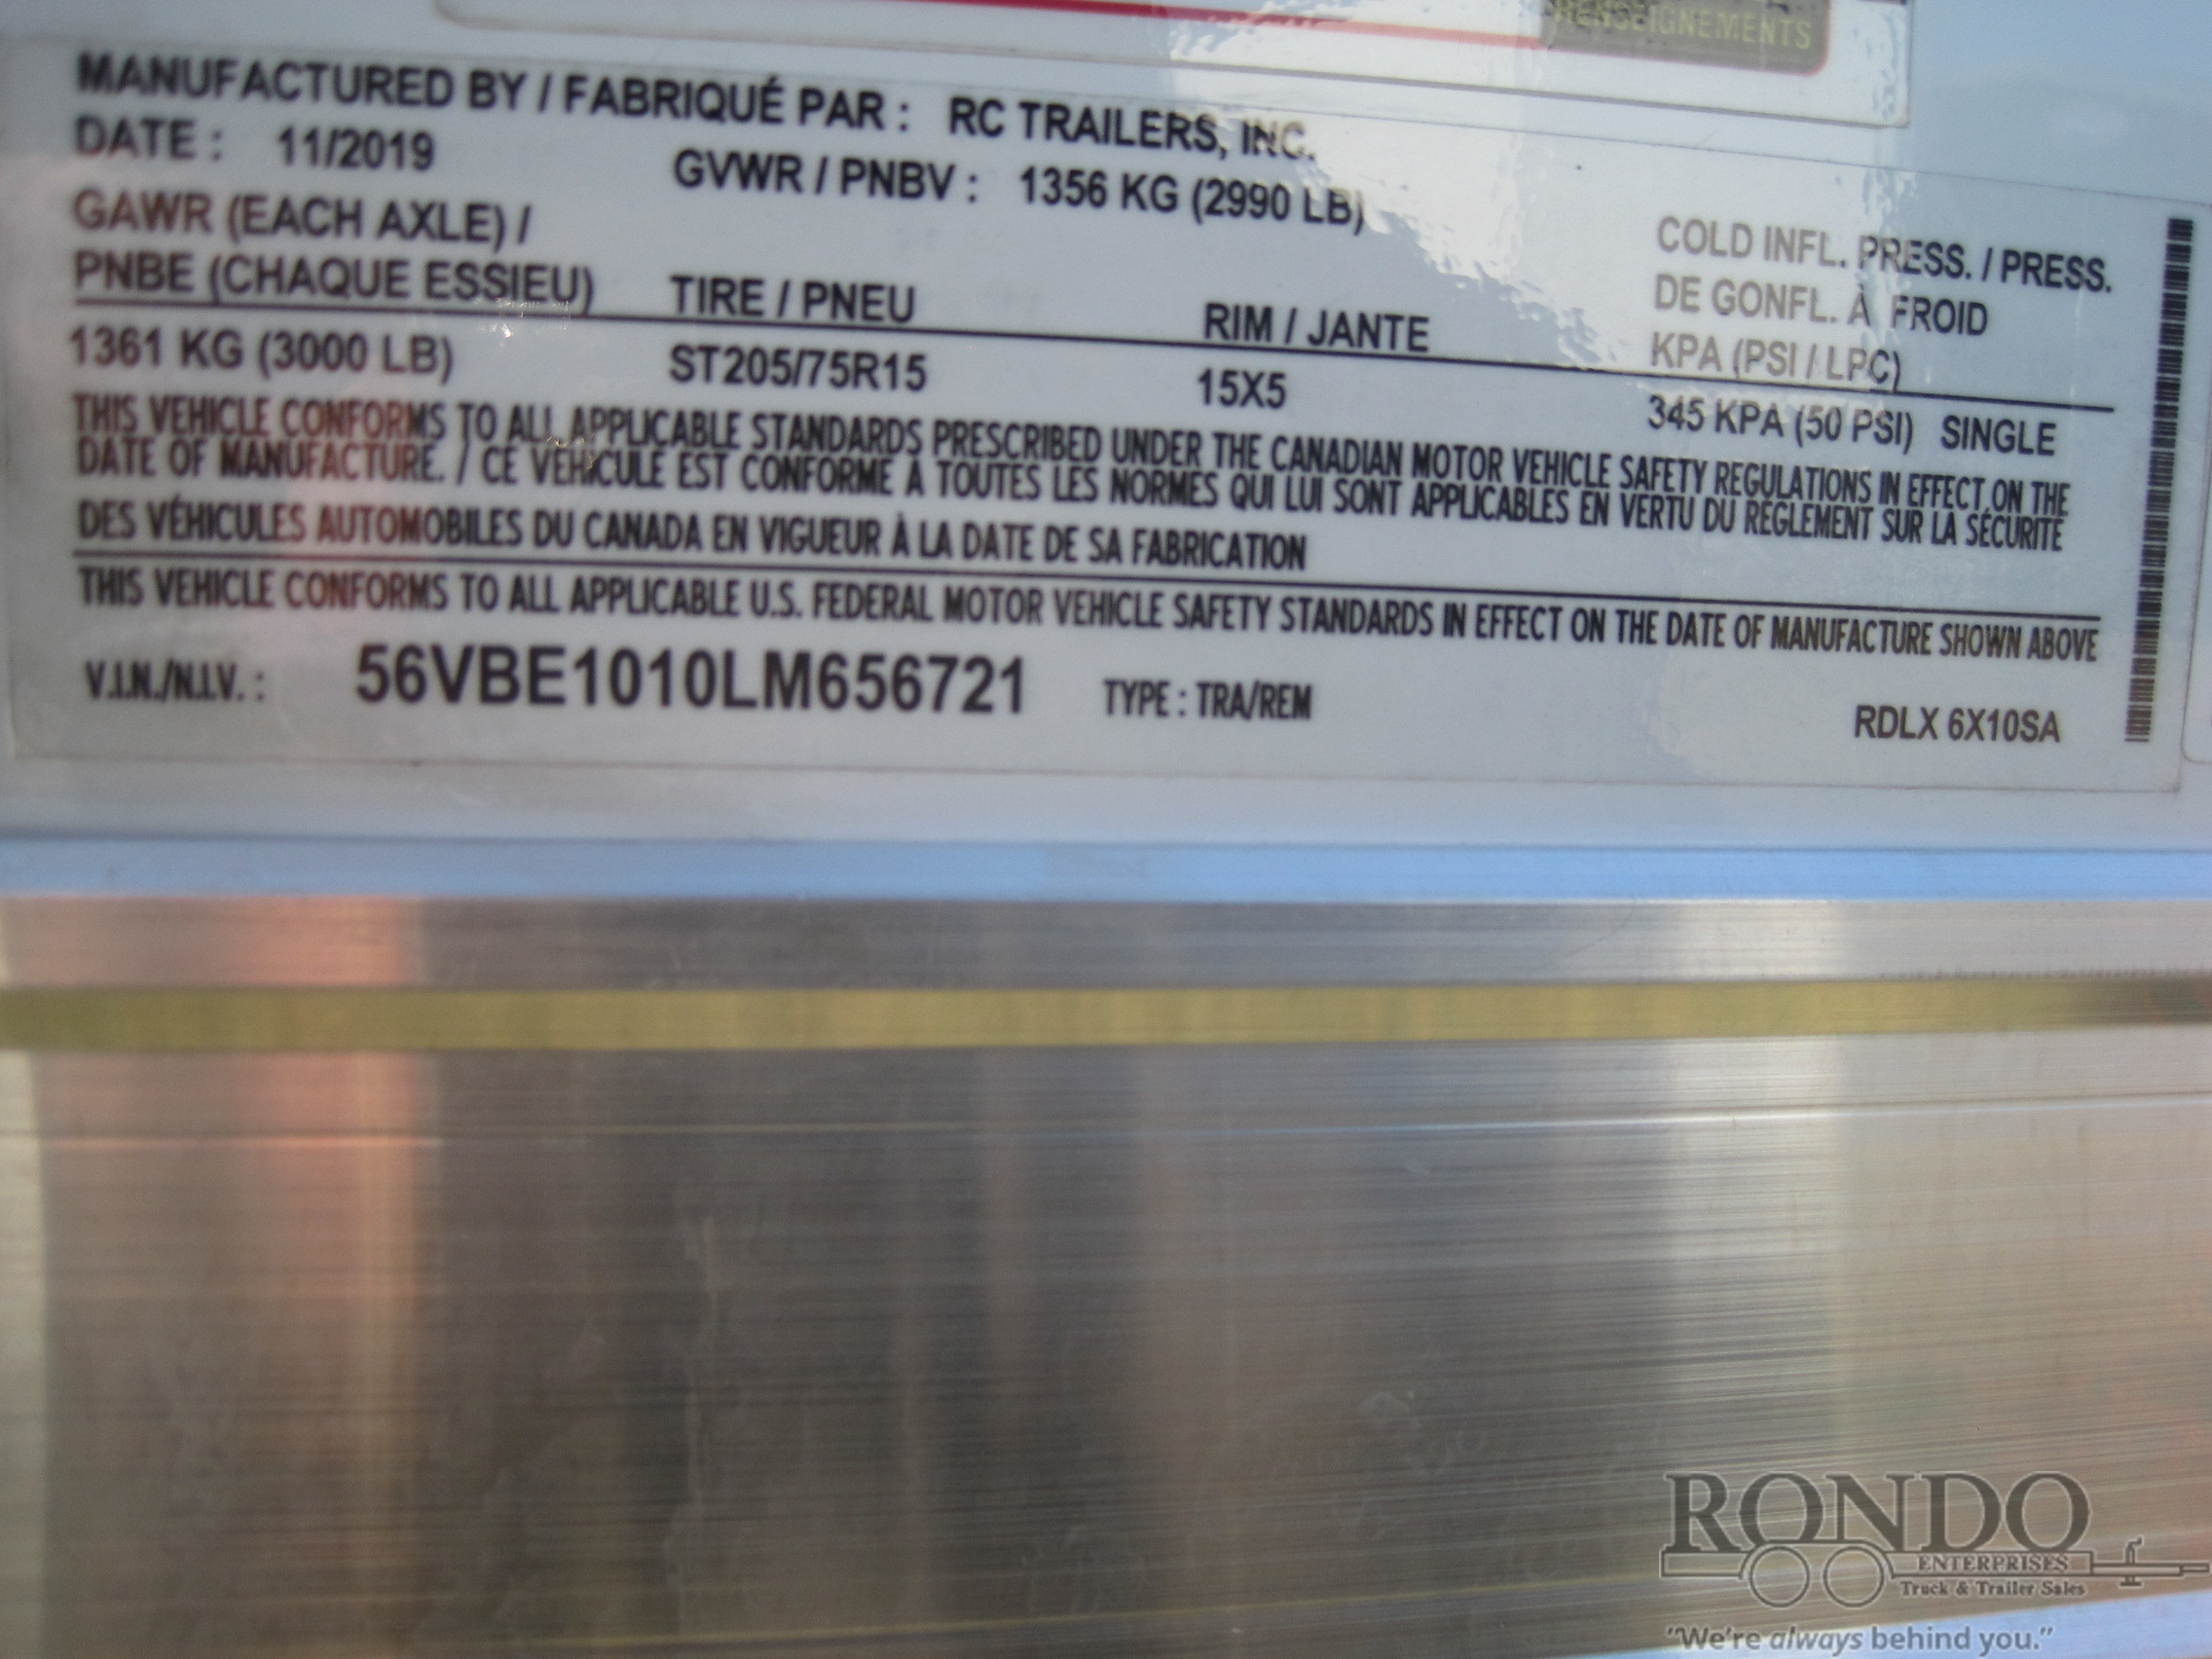 RENSEIGNEMENTS
MANUFACTURED BY / FABRIQUÉ PAR : RC TRAILERS, INC.
DATE : 11/2019 GVWR / PNBV : 1356 KG (2990 LB)
GAWR (EACH AXLE) /
PNBE (CHAQUE ESSIEU) TIRE / PNEU RIM / JANTE
COLD INFL. PRESS. / PRESS.
DE GONFL. À FROID
KPA (PSI / LPC)
1361 KG (3000 LB) ST205/75R15 15X5 345 KPA (50 PSI) SINGLE
THIS VEHICLE CONFORMS TO ALL APPLICABLE STANDARDS PRESCRIBED UNDER THE CANADIAN MOTOR VEHICLE SAFETY REGULATIONS IN EFFECT ON THE
DATE OF MANUFACTURE. / CE VÉHICULE EST CONFORME À TOUTES LES NORMES QUI LUI SONT APPLICABLES EN VERTU DU RÈGLEMENT SUR LA SÉCURITÉ
DES VÉHICULES AUTOMOBILES DU CANADA EN VIGUEUR À LA DATE DE SA FABRICATION
THIS VEHICLE CONFORMS TO ALL APPLICABLE U.S. FEDERAL MOTOR VEHICLE SAFETY STANDARDS IN EFFECT ON THE DATE OF MANUFACTURE SHOWN ABOVE
V.I.N./N.I.V. : 56VBE1010LM656721 TYPE : TRA/REM RDLX 6X10SA
RONDO
ENTERPRISES
Truck & Trailer Sales
"We're always behind you."